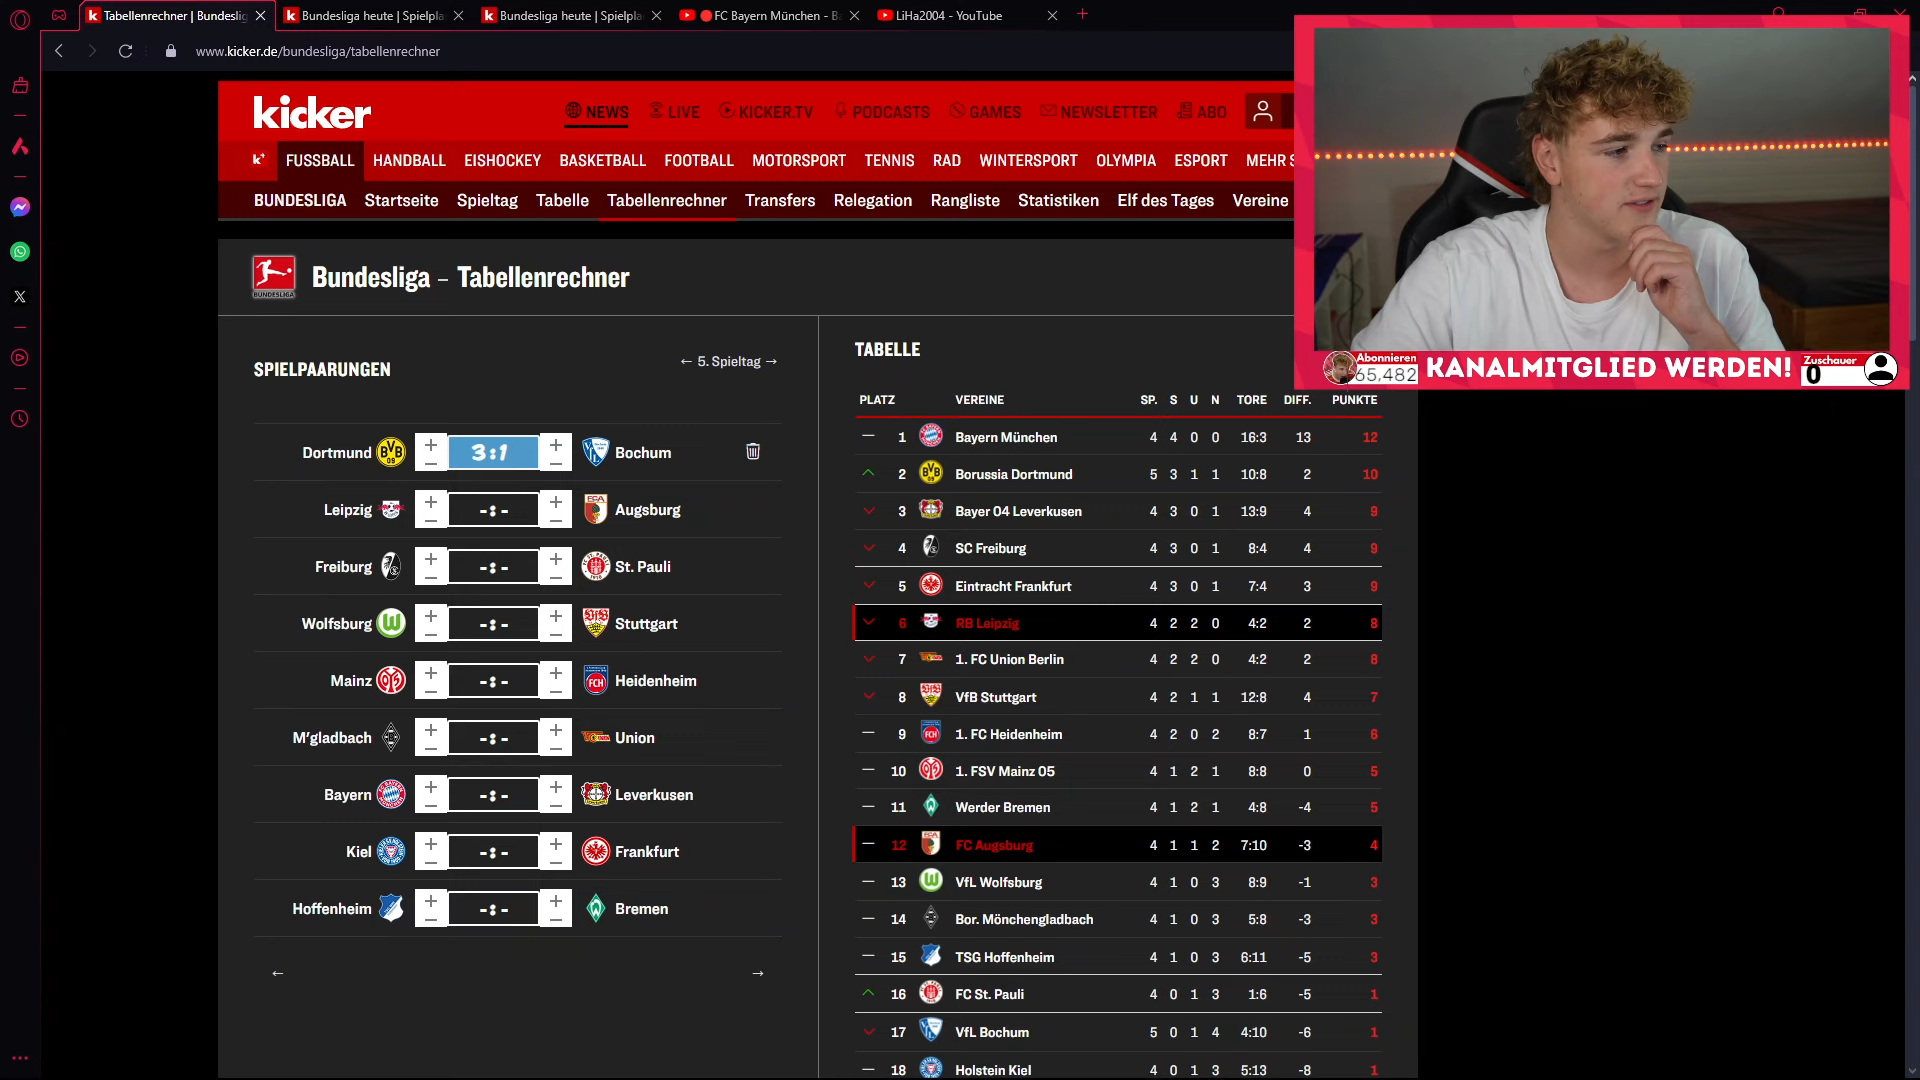 Tabellenrechner | Bundeslig
Bundesliga heute | Spielpla
Bundesliga heute | Spielpla
FC Bayern München - B
LiHa2004 - YouTube
www.kicker.de/bundesliga/tabellenrechner
kicker
NEWS LIVE KICKER.TV PODCASTS GAMES NEWSLETTER ABO
k FUSSBALL HANDBALL EISHOCKEY BASKETBALL FOOTBALL MOTORSPORT TENNIS RAD WINTERSPORT OLYMPIA ESPORT MEHR S
BUNDESLIGA Startseite Spieltag Tabelle Tabellenrechner Transfers Relegation Rangliste Statistiken Elf des Tages Vereine
BUNDESLIGA
Bundesliga – Tabellenrechner
SPIELPAARUNGEN
← 5. Spieltag →
Dortmund + − 3:1 + − Bochum
Leipzig + − -:- + − Augsburg
Freiburg + − -:- + − St. Pauli
Wolfsburg + − -:- + − Stuttgart
Mainz + − -:- + − Heidenheim
M'gladbach + − -:- + − Union
Bayern + − -:- + − Leverkusen
Kiel + − -:- + − Frankfurt
Hoffenheim + − -:- + − Bremen
← →
TABELLE
PLATZ VEREINE SP. S U N TORE DIFF. PUNKTE
1 Bayern München 4 4 0 0 16:3 13 12
2 Borussia Dortmund 5 3 1 1 10:8 2 10
3 Bayer 04 Leverkusen 4 3 0 1 13:9 4 9
4 SC Freiburg 4 3 0 1 8:4 4 9
5 Eintracht Frankfurt 4 3 0 1 7:4 3 9
6 RB Leipzig 4 2 2 0 4:2 2 8
7 1. FC Union Berlin 4 2 2 0 4:2 2 8
8 VfB Stuttgart 4 2 1 1 12:8 4 7
9 1. FC Heidenheim 4 2 0 2 8:7 1 6
10 1. FSV Mainz 05 4 1 2 1 8:8 0 5
11 Werder Bremen 4 1 2 1 4:8 -4 5
12 FC Augsburg 4 1 1 2 7:10 -3 4
13 VfL Wolfsburg 4 1 0 3 8:9 -1 3
14 Bor. Mönchengladbach 4 1 0 3 5:8 -3 3
15 TSG Hoffenheim 4 1 0 3 6:11 -5 3
16 FC St. Pauli 4 0 1 3 1:6 -5 1
17 VfL Bochum 5 0 1 4 4:10 -6 1
18 Holstein Kiel 4 0 1 3 5:13 -8 1
Abonnieren
65,482
KANALMITGLIED WERDEN!
Zuschauer
0